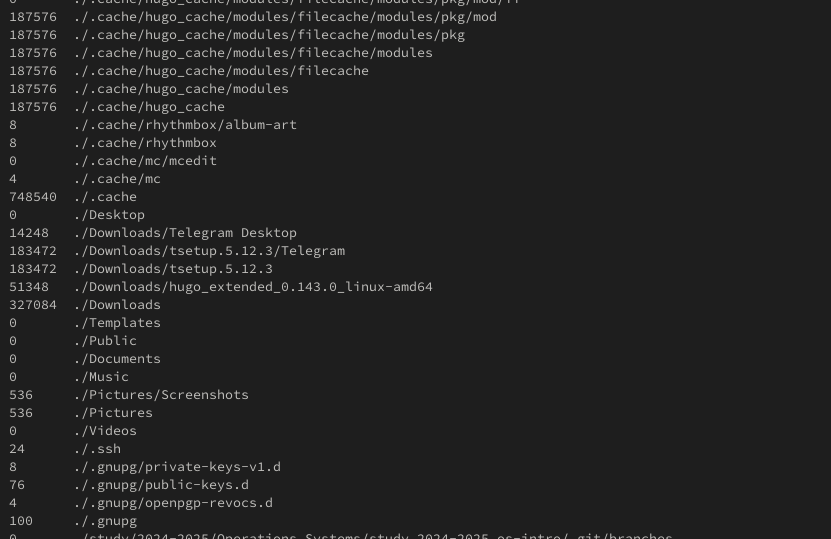 0 ./.cache/hugo_cache/modules/filecache/modules/pkg/mod/
187576 ./.cache/hugo_cache/modules/filecache/modules/pkg/mod
187576 ./.cache/hugo_cache/modules/filecache/modules/pkg
187576 ./.cache/hugo_cache/modules/filecache/modules
187576 ./.cache/hugo_cache/modules/filecache
187576 ./.cache/hugo_cache/modules
187576 ./.cache/hugo_cache
8 ./.cache/rhythmbox/album-art
8 ./.cache/rhythmbox
0 ./.cache/mc/mcedit
4 ./.cache/mc
748540 ./.cache
0 ./Desktop
14248 ./Downloads/Telegram Desktop
183472 ./Downloads/tsetup.5.12.3/Telegram
183472 ./Downloads/tsetup.5.12.3
51348 ./Downloads/hugo_extended_0.143.0_linux-amd64
327084 ./Downloads
0 ./Templates
0 ./Public
0 ./Documents
0 ./Music
536 ./Pictures/Screenshots
536 ./Pictures
0 ./Videos
24 ./.ssh
8 ./.gnupg/private-keys-v1.d
76 ./.gnupg/public-keys.d
4 ./.gnupg/openpgp-revocs.d
100 ./.gnupg
0 ./study/2024-2025/Operations Systems/study_2024-2025_os-intro/.git/branches